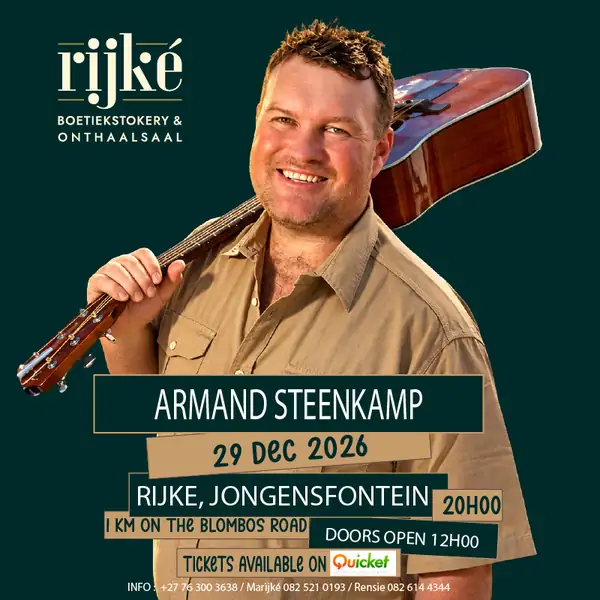 rijké
BOETIEKSTOKERY &
ONTHAALSAAL
ARMAND STEENKAMP
29 Dec 2026
RIJKE, JONGENSFONTEIN
20H00
1 KM ON THE BLOMBOS ROAD
DOORS OPEN 12H00
TICKETS AVAILABLE ON Quicket
INFO : +27 76 300 3638 / Marijké 082 521 0193 / Rensie 082 614 4344